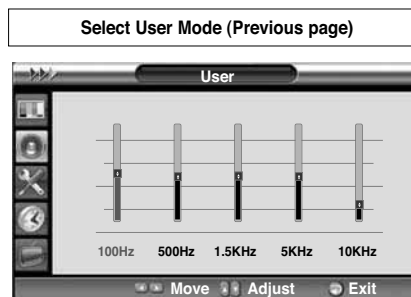 Select User Mode (Previous page)
User
100Hz 500Hz 1.5KHz 5KHz 10KHz
Move Adjust Exit